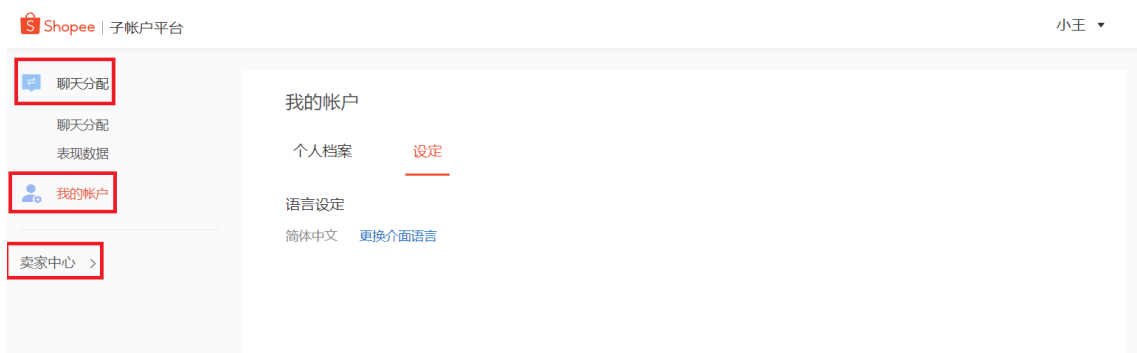 Shopee | 子帐户平台
小王
聊天分配
聊天分配
表现数据
我的帐户
卖家中心 >
我的帐户
个人档案 设定
语言设定
简体中文 更换介面语言